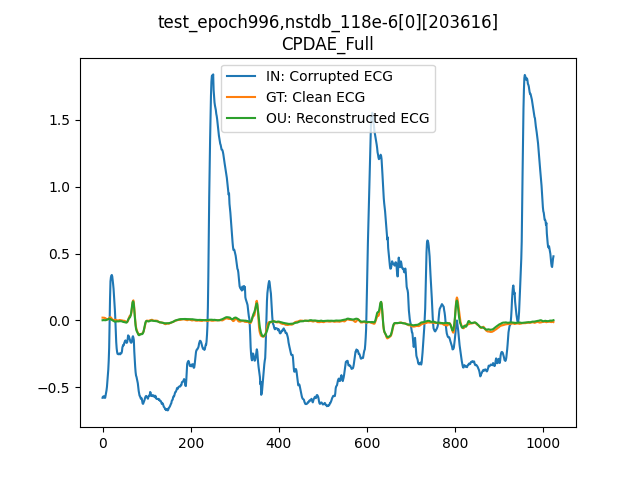 test_epoch996,nstdb_118e-6[0][203616]
CPDAE_Full
IN: Corrupted ECG
GT: Clean ECG
OU: Reconstructed ECG
1.5
1.0
0.5
0.0
−0.5
0 200 400 600 800 1000